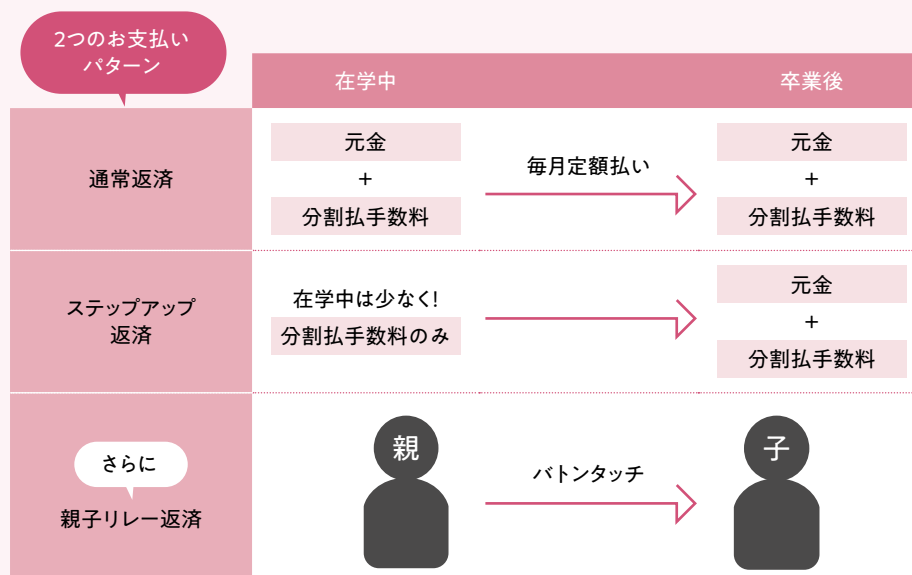 2つのお支払い
パターン
在学中
卒業後
通常返済
元金
+
分割払手数料
毎月定額払い
元金
+
分割払手数料
ステップアップ
返済
在学中は少なく!
分割払手数料のみ
元金
+
分割払手数料
さらに
親子リレー返済
親
バトンタッチ
子